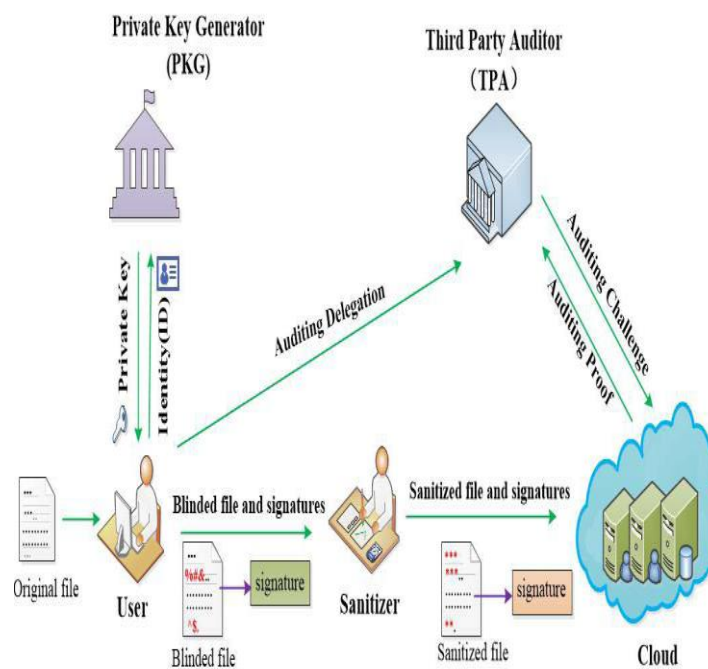 Private Key Generator
(PKG)
Third Party Auditor
(TPA)
Private Key
Identity(ID)
Auditing Delegation
Auditing Challenge
Auditing Proof
Original file
User
Blinded file and signatures
%#&..
^$.
signature
Blinded file
Sanitizer
Sanitized file and signatures
***
***
**
signature
Sanitized file
Cloud